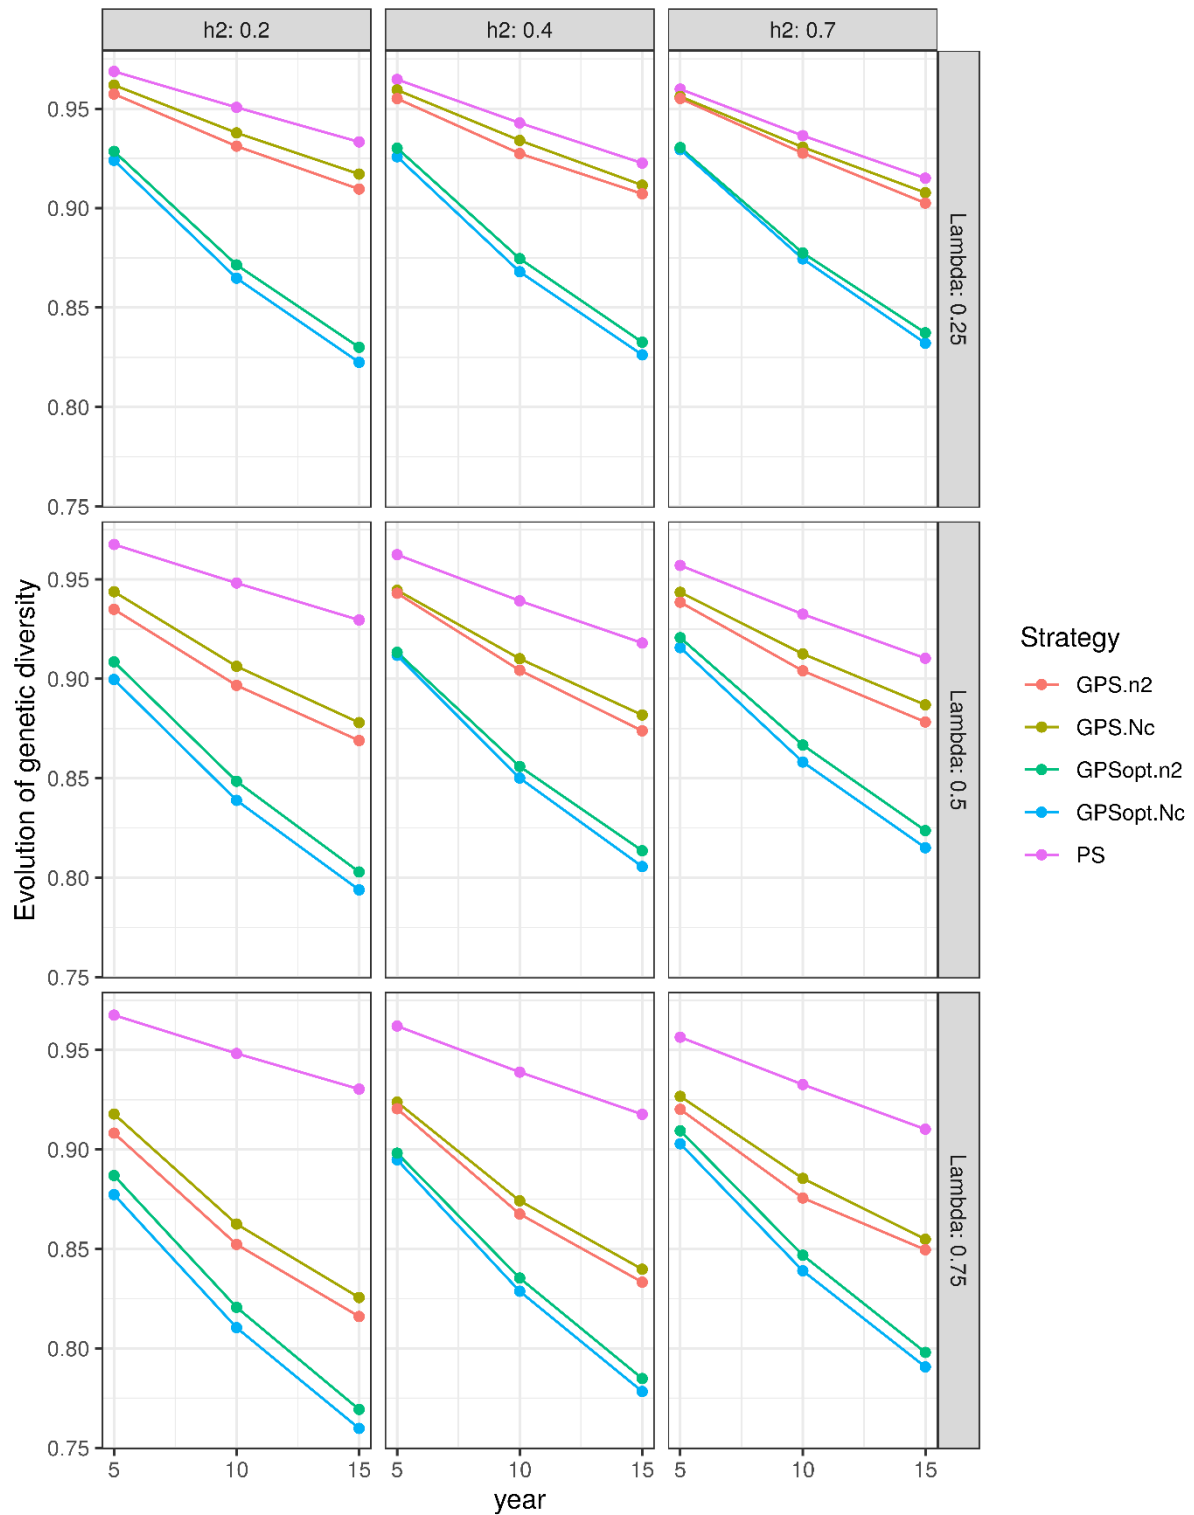 h2: 0.2
h2: 0.4
h2: 0.7
0.95
0.90
0.85
0.80
0.75
Lambda: 0.25
0.95
0.90
0.85
0.80
0.75
Lambda: 0.5
0.95
0.90
0.85
0.80
0.75
Lambda: 0.75
Evolution of genetic diversity
5 10 15
5 10 15
5 10 15
year
Strategy
GPS.n2
GPS.Nc
GPSopt.n2
GPSopt.Nc
PS